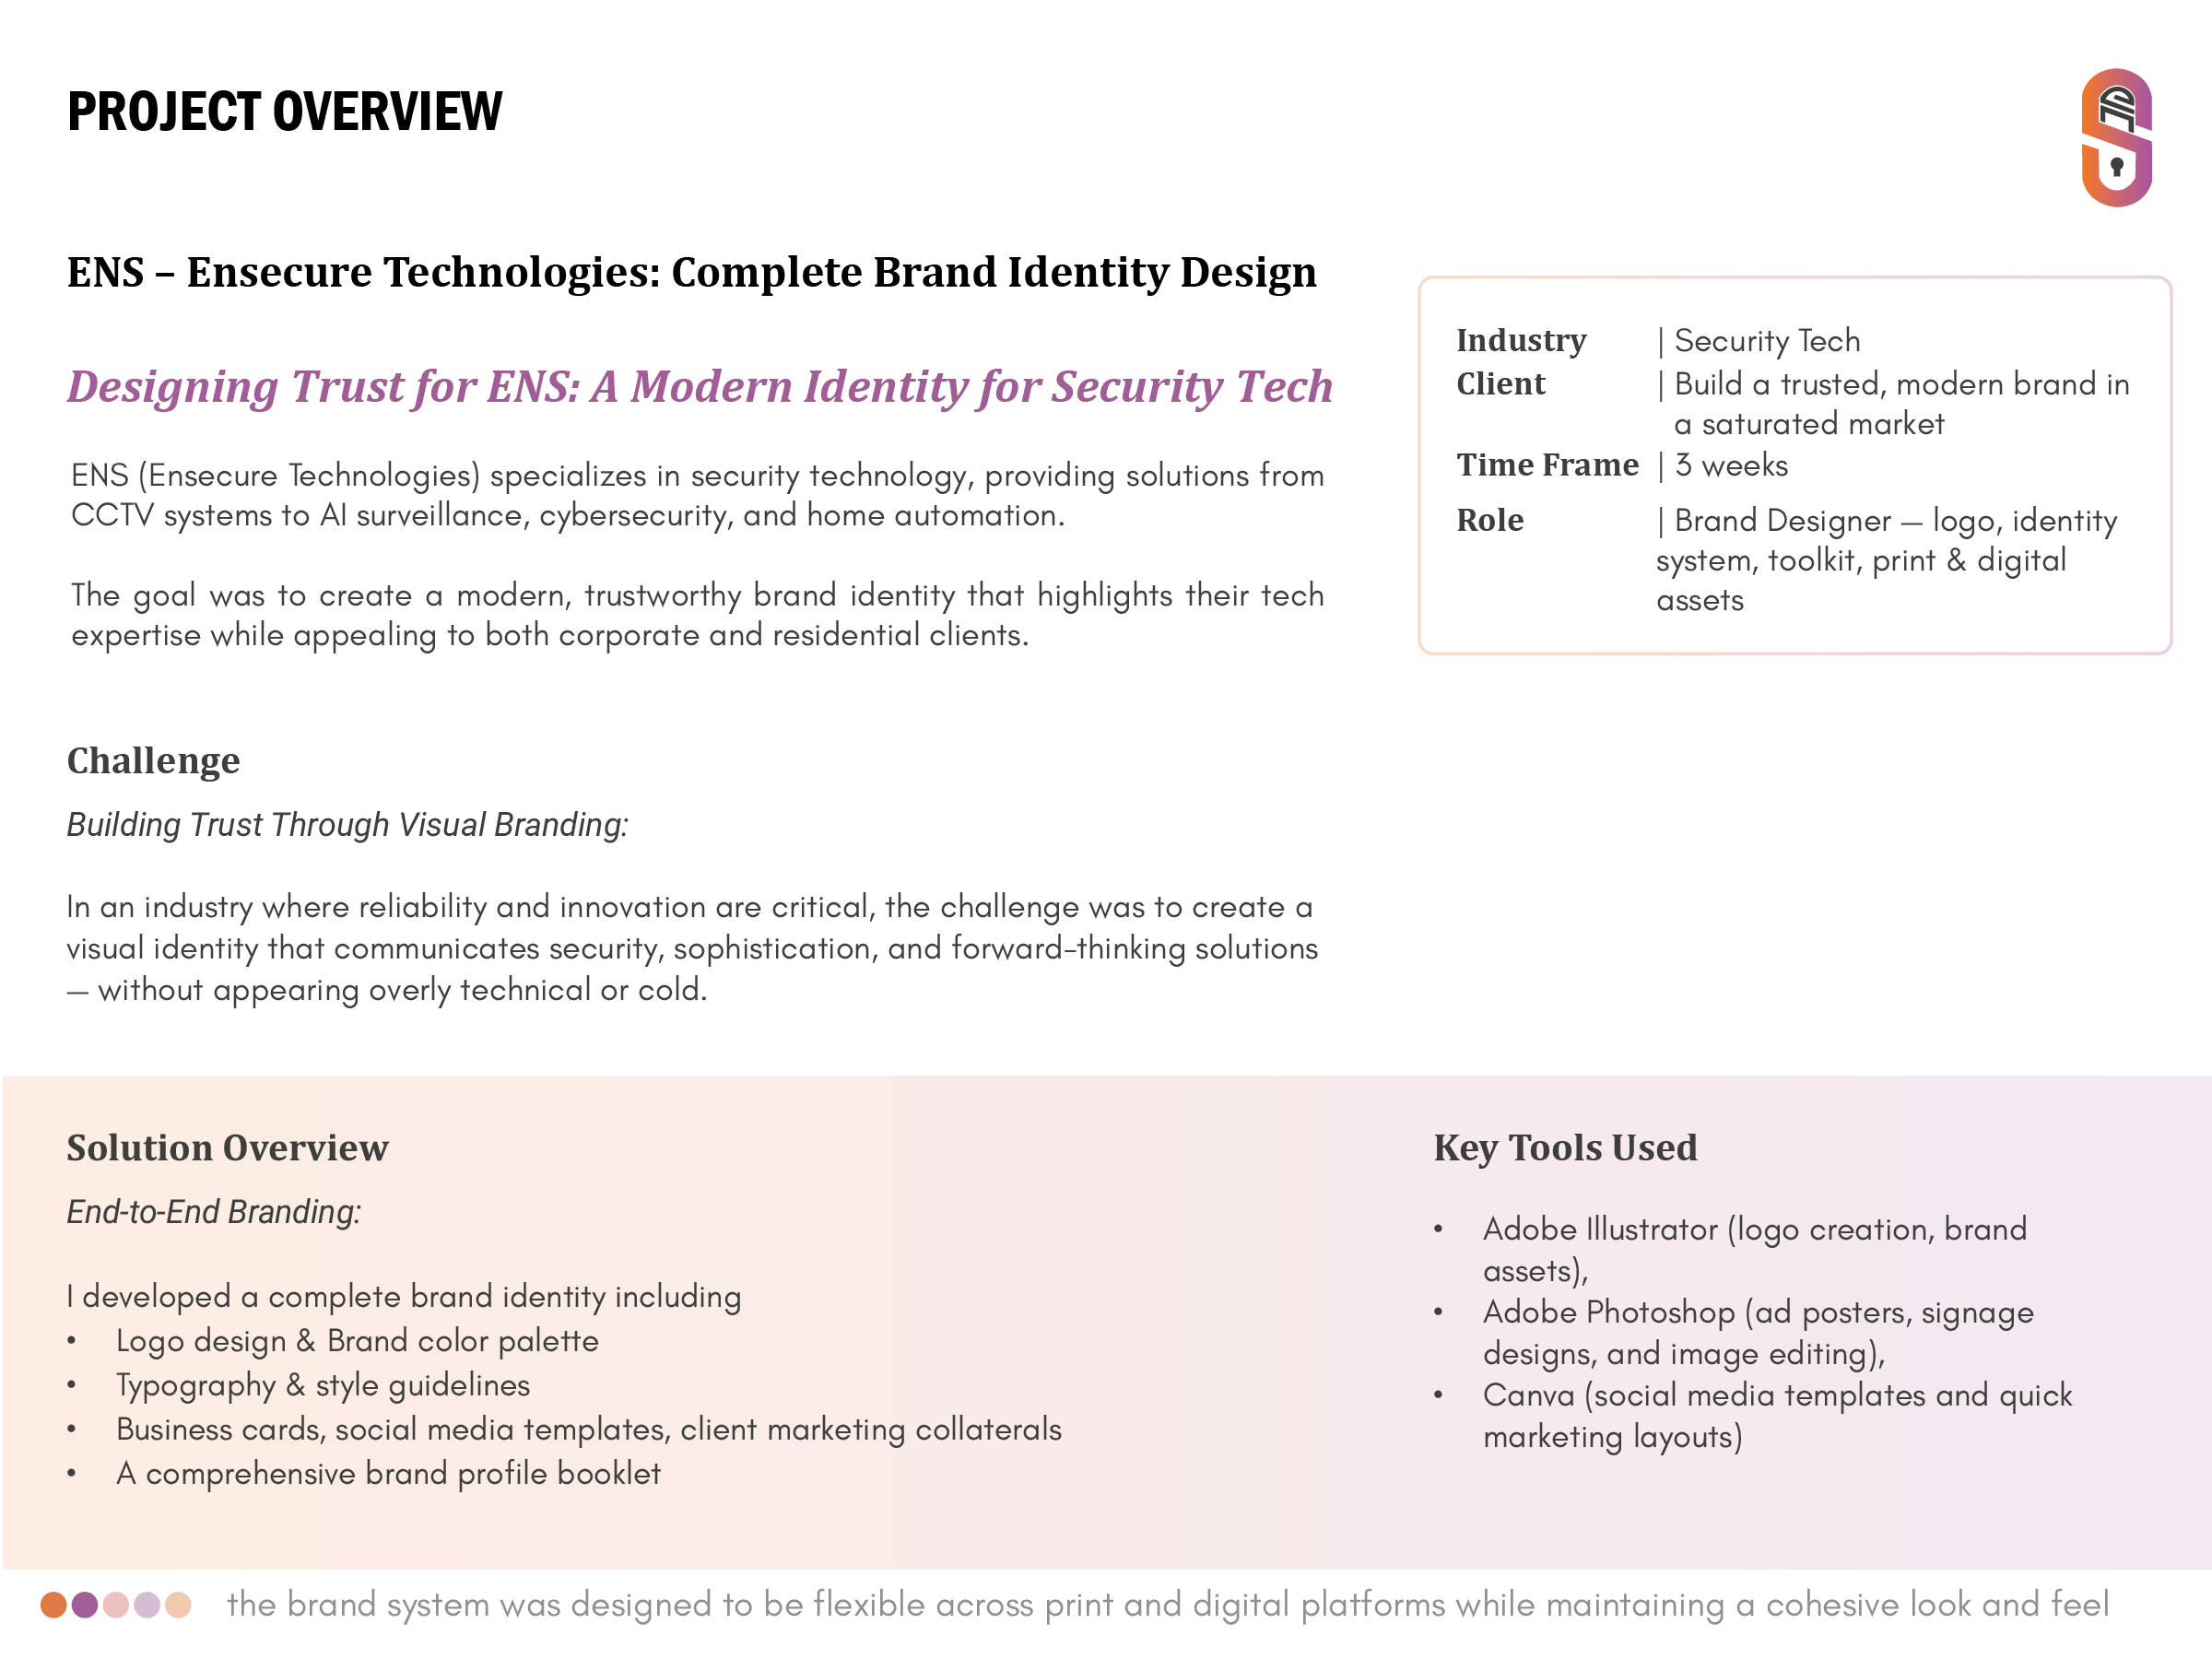 PROJECT OVERVIEW
ENS – Ensecure Technologies: Complete Brand Identity Design
Designing Trust for ENS: A Modern Identity for Security Tech
ENS (Ensecure Technologies) specializes in security technology, providing solutions from
CCTV systems to AI surveillance, cybersecurity, and home automation.
The goal was to create a modern, trustworthy brand identity that highlights their tech
expertise while appealing to both corporate and residential clients.
Industry | Security Tech
Client | Build a trusted, modern brand in
a saturated market
Time Frame | 3 weeks
Role | Brand Designer — logo, identity
system, toolkit, print & digital
assets
Challenge
Building Trust Through Visual Branding:
In an industry where reliability and innovation are critical, the challenge was to create a
visual identity that communicates security, sophistication, and forward-thinking solutions
— without appearing overly technical or cold.
Solution Overview
End-to-End Branding:
I developed a complete brand identity including
• Logo design & Brand color palette
• Typography & style guidelines
• Business cards, social media templates, client marketing collaterals
• A comprehensive brand profile booklet
Key Tools Used
• Adobe Illustrator (logo creation, brand
assets),
• Adobe Photoshop (ad posters, signage
designs, and image editing),
• Canva (social media templates and quick
marketing layouts)
the brand system was designed to be flexible across print and digital platforms while maintaining a cohesive look and feel